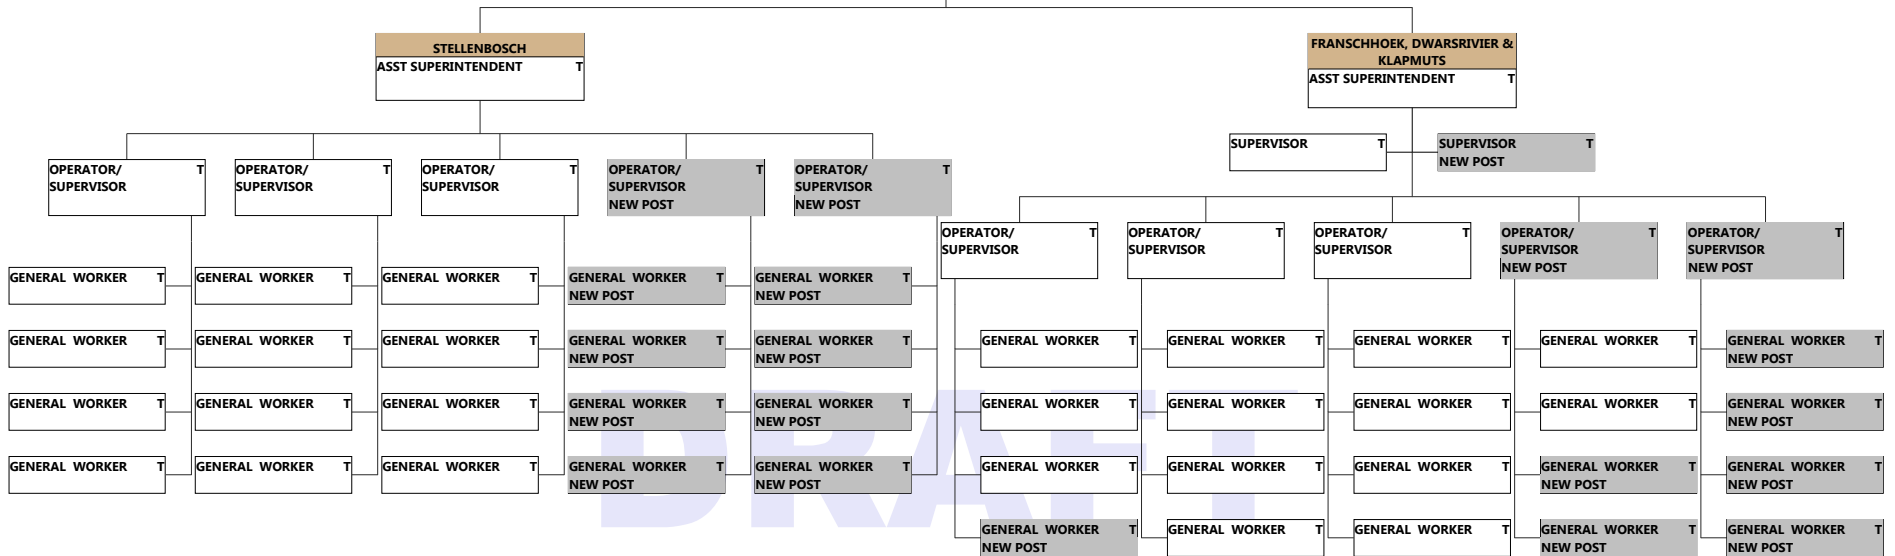 STELLENBOSCH
ASST SUPERINTENDENT T
FRANSCHHOEK, DWARSRIVIER &
KLAPMUTS
ASST SUPERINTENDENT T
SUPERVISOR T
SUPERVISOR T
NEW POST
OPERATOR/ T
SUPERVISOR
OPERATOR/ T
SUPERVISOR
OPERATOR/ T
SUPERVISOR
OPERATOR/ T
SUPERVISOR
NEW POST
OPERATOR/ T
SUPERVISOR
NEW POST
GENERAL WORKER T
GENERAL WORKER T
GENERAL WORKER T
GENERAL WORKER T
NEW POST
GENERAL WORKER T
NEW POST
GENERAL WORKER T
GENERAL WORKER T
GENERAL WORKER T
GENERAL WORKER T
NEW POST
GENERAL WORKER T
NEW POST
GENERAL WORKER T
GENERAL WORKER T
GENERAL WORKER T
GENERAL WORKER T
NEW POST
GENERAL WORKER T
NEW POST
GENERAL WORKER T
GENERAL WORKER T
GENERAL WORKER T
GENERAL WORKER T
NEW POST
GENERAL WORKER T
NEW POST
OPERATOR/ T
SUPERVISOR
OPERATOR/ T
SUPERVISOR
OPERATOR/ T
SUPERVISOR
OPERATOR/ T
SUPERVISOR
NEW POST
OPERATOR/ T
SUPERVISOR
NEW POST
GENERAL WORKER T
GENERAL WORKER T
GENERAL WORKER T
GENERAL WORKER T
GENERAL WORKER T
NEW POST
GENERAL WORKER T
GENERAL WORKER T
GENERAL WORKER T
GENERAL WORKER T
GENERAL WORKER T
NEW POST
GENERAL WORKER T
GENERAL WORKER T
GENERAL WORKER T
GENERAL WORKER T
NEW POST
GENERAL WORKER T
NEW POST
GENERAL WORKER T
NEW POST
GENERAL WORKER T
GENERAL WORKER T
GENERAL WORKER T
NEW POST
GENERAL WORKER T
NEW POST
DRAFT